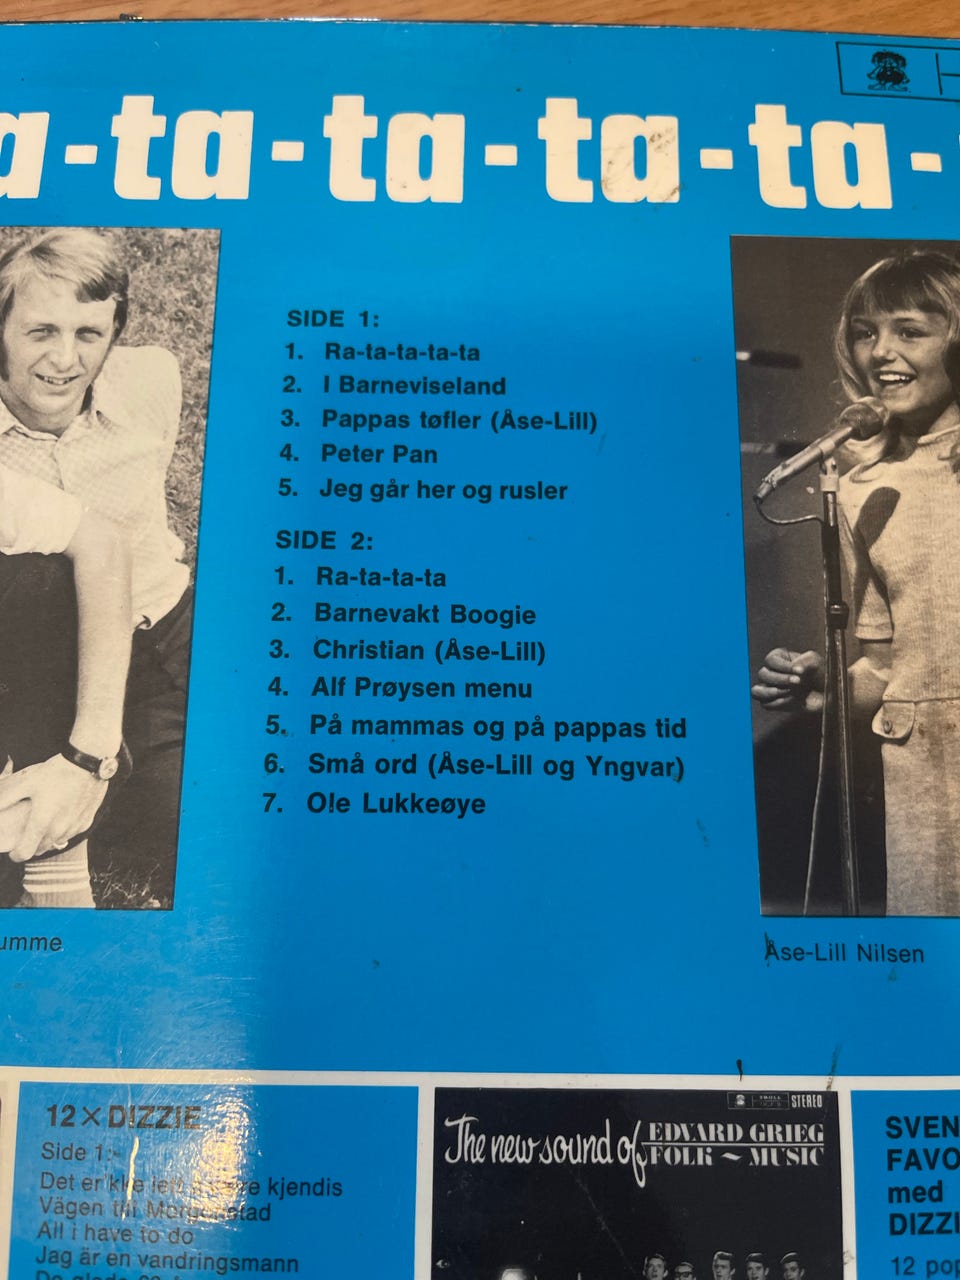 a-ta-ta-ta-ta-
SIDE 1:
1. Ra-ta-ta-ta-ta
2. I Barneviseland
3. Pappas tøfler (Åse-Lill)
4. Peter Pan
5. Jeg går her og rusler
SIDE 2:
1. Ra-ta-ta-ta
2. Barnevakt Boogie
3. Christian (Åse-Lill)
4. Alf Prøysen menu
5. På mammas og på pappas tid
6. Små ord (Åse-Lill og Yngvar)
7. Ole Lukkeøye
umme
Åse-Lill Nilsen
12 × DIZZIE
Side 1:
Det er kjendis
Vägen till
All i have to do
Jag är en vandringsmann
STEREO
The new sound of EDVARD GRIEG
FOLK ~ MUSIC
SVEN
FAVO
med
DIZZI
12 pop